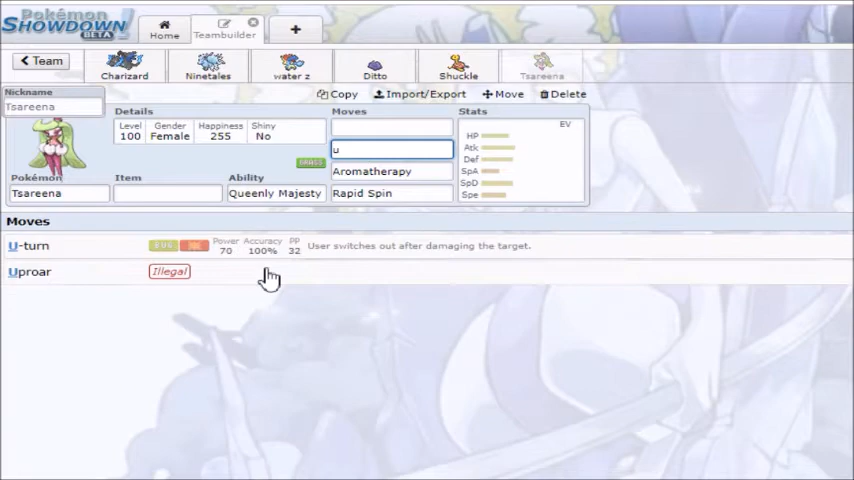 Pokémon
SHOWDOWN!
BETA
Home
Teambuilder
+
Team
Charizard
Ninetales
water z
Ditto
Shuckle
Tsareena
Copy
Import/Export
Move
Delete
Nickname
Tsareena
Details
Level
100
Gender
Female
Happiness
255
Shiny
No
GRASS
Pokémon
Tsareena
Item
Ability
Queenly Majesty
Moves
u
Aromatherapy
Rapid Spin
Stats
EV
HP
Atk
Def
SpA
SpD
Spe
Moves
U-turn
BUG
Power
70
Accuracy
100%
PP
32
User switches out after damaging the target.
Uproar
Illegal